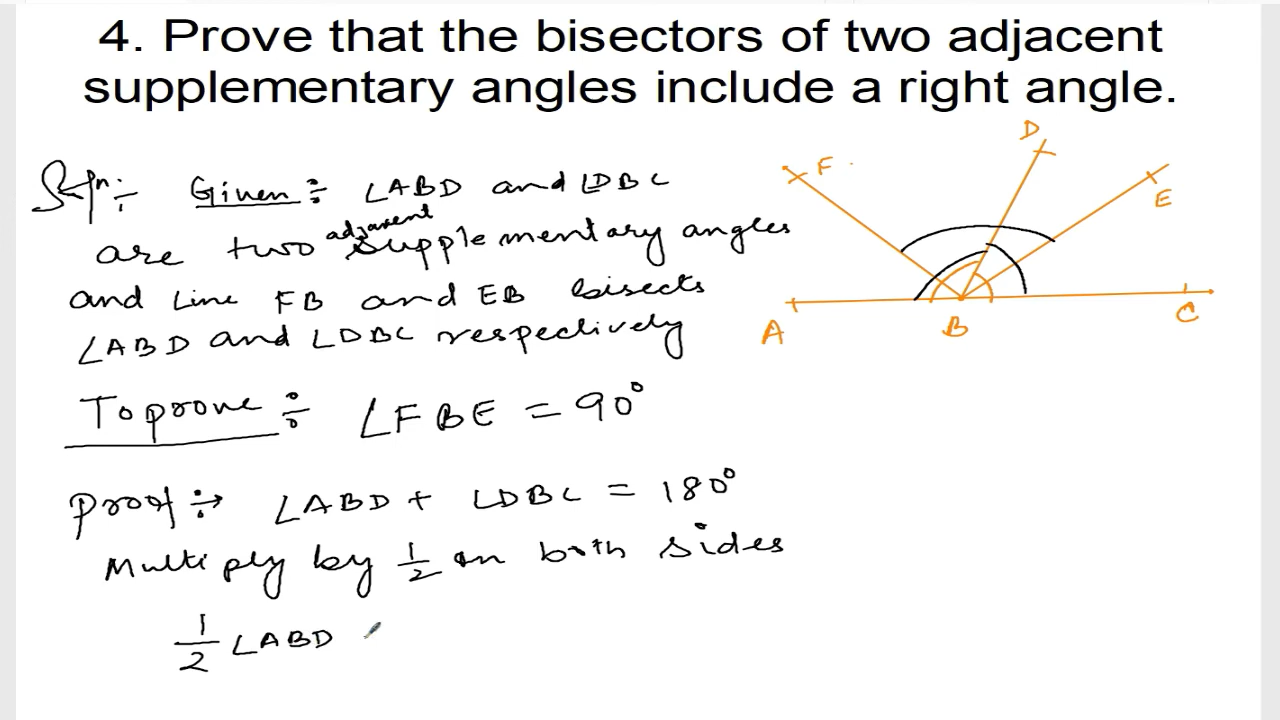 4. Prove that the bisectors of two adjacent
supplementary angles include a right angle.
Soln:- Given:- ∠ABD and ∠DBC
are two adjacent supplementary angles
and Line FB and EB bisects
∠ABD and ∠DBC respectively
To prove:- ∠FBE = 90°
Proof:→ ∠ABD + ∠DBC = 180°
Multiply by 1/2 on both sides
1/2 ∠ABD
F
D
E
A
B
C